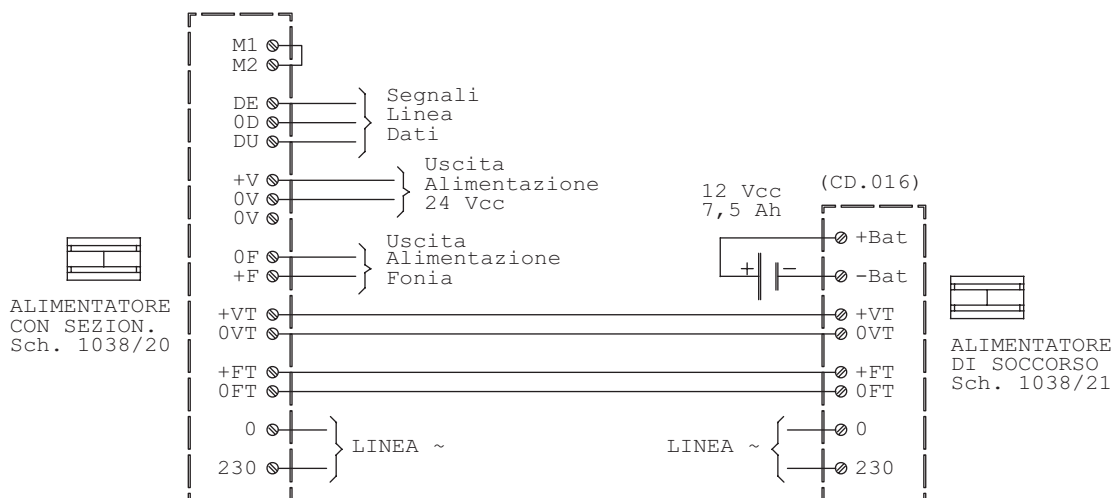 M1
M2
DE
0D
DU
Segnali
Linea
Dati
+V
0V
0V
Uscita
Alimentazione
24 Vcc
0F
+F
Uscita
Alimentazione
Fonia
+VT
0VT
+FT
0FT
0
230
LINEA ~
ALIMENTATORE
CON SEZION.
Sch. 1038/20
12 Vcc
7,5 Ah
+ -
(CD.016)
+Bat
-Bat
+VT
0VT
+FT
0FT
0
230
LINEA ~
ALIMENTATORE
DI SOCCORSO
Sch. 1038/21